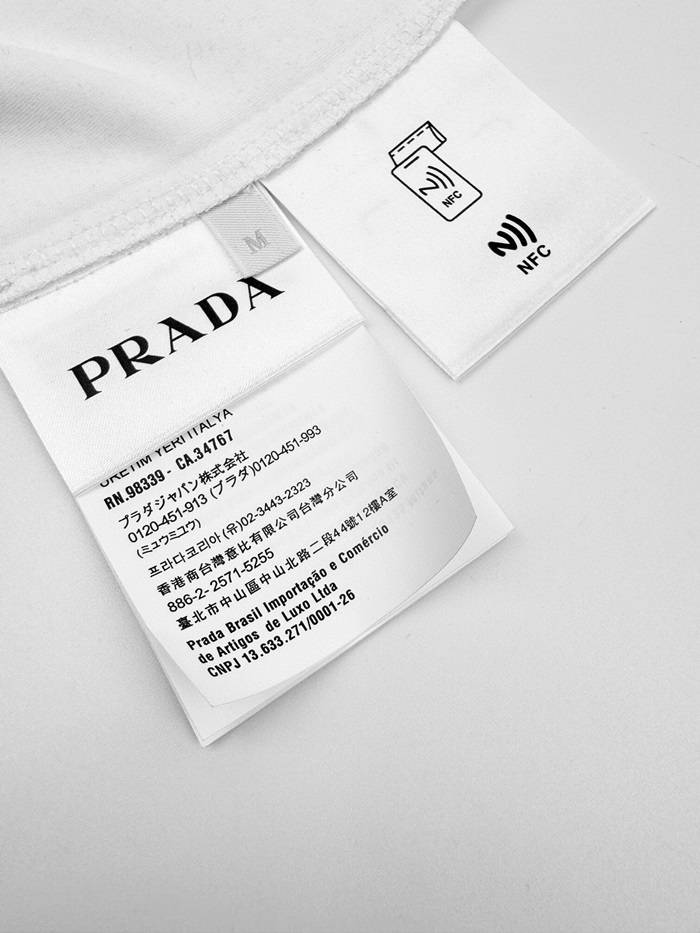 M
PRADA
ÜRETİM YERİ İTALYA
RN.98339 - CA.34767
プラダジャパン株式会社
0120-451-913 (プラダ)0120-451-993
(ミュウミュウ)
프라다코리아(유)02-3443-2323
香港商台灣意比有限公司台灣分公司
886-2-2571-5255
臺北市中山區中山北路二段44號12樓A室
Prada Brasil Importação e Comércio
de Artigos de Luxo Ltda
CNPJ 13.633.271/0001-26
NFC
NFC